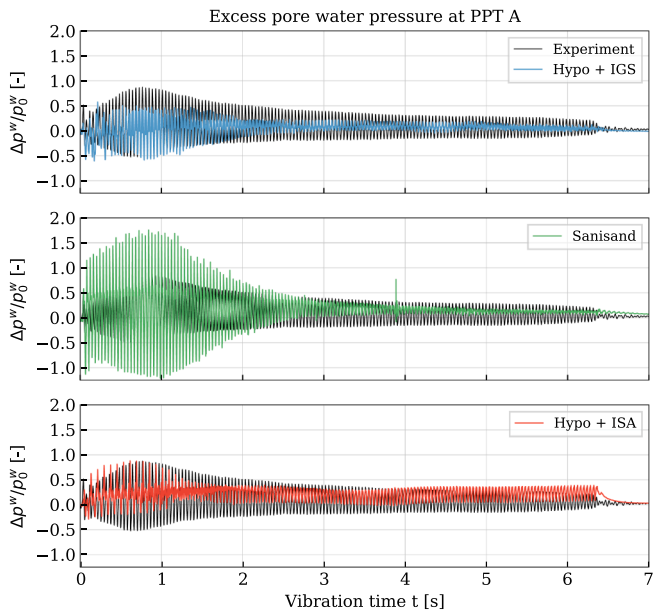 Excess pore water pressure at PPT A
Δp^w/p_0^w [-]
2.0
1.5
1.0
0.5
0.0
−0.5
−1.0
Experiment
Hypo + IGS
Δp^w/p_0^w [-]
2.0
1.5
1.0
0.5
0.0
−0.5
−1.0
Sanisand
Δp^w/p_0^w [-]
2.0
1.5
1.0
0.5
0.0
−0.5
−1.0
Hypo + ISA
0 1 2 3 4 5 6 7
Vibration time t [s]